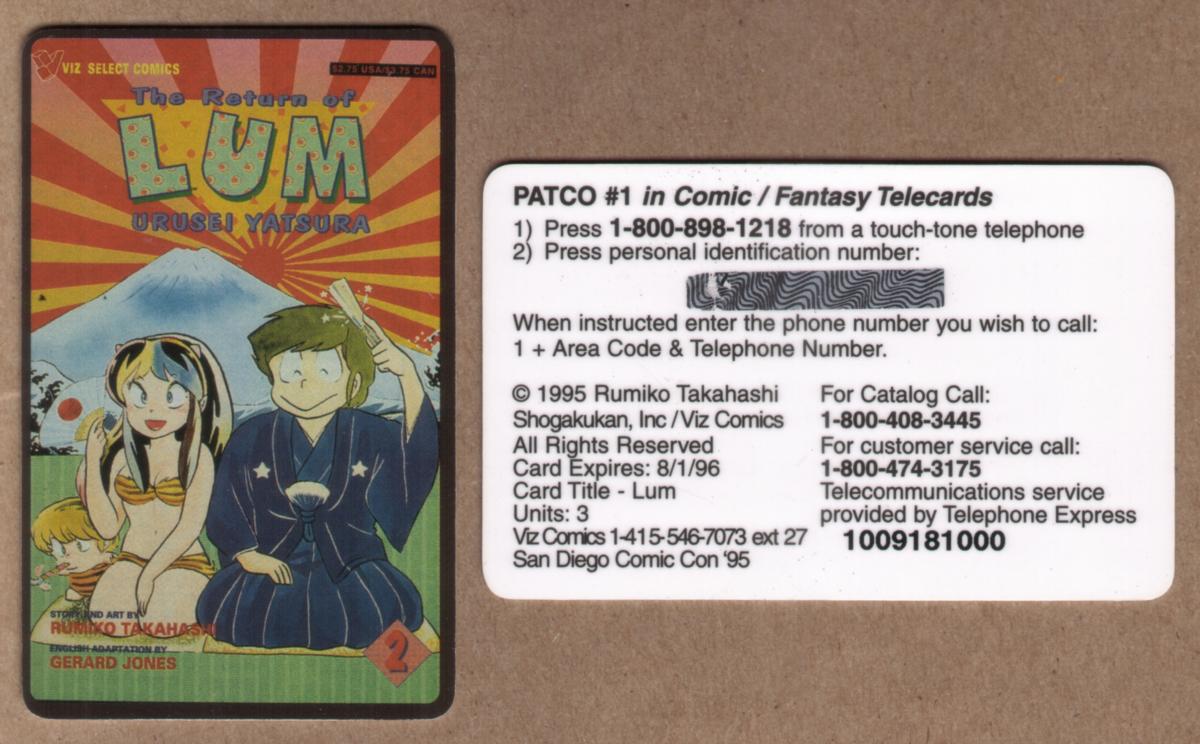 VIZ SELECT COMICS
$2.75 USA/$3.75 CAN
The Return of
LUM
URUSEI YATSURA
STORY AND ART BY
RUMIKO TAKAHASHI
ENGLISH ADAPTATION BY
GERARD JONES
2
PATCO #1 in Comic / Fantasy Telecards
1) Press 1-800-898-1218 from a touch-tone telephone
2) Press personal identification number:
When instructed enter the phone number you wish to call:
1 + Area Code & Telephone Number.
© 1995 Rumiko Takahashi
Shogakukan, Inc / Viz Comics
All Rights Reserved
Card Expires: 8/1/96
Card Title - Lum
Units: 3
Viz Comics 1-415-546-7073 ext 27
San Diego Comic Con '95
For Catalog Call:
1-800-408-3445
For customer service call:
1-800-474-3175
Telecommunications service
provided by Telephone Express
1009181000